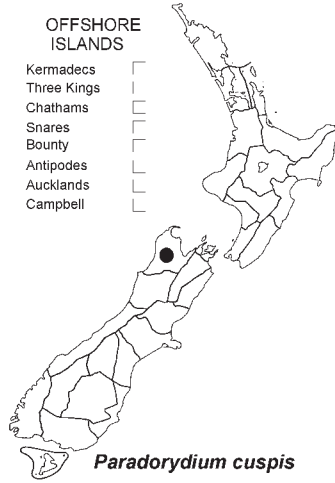 OFFSHORE
ISLANDS
Kermadecs
Three Kings
Chathams
Snares
Bounty
Antipodes
Aucklands
Campbell
Paradorydium cuspis